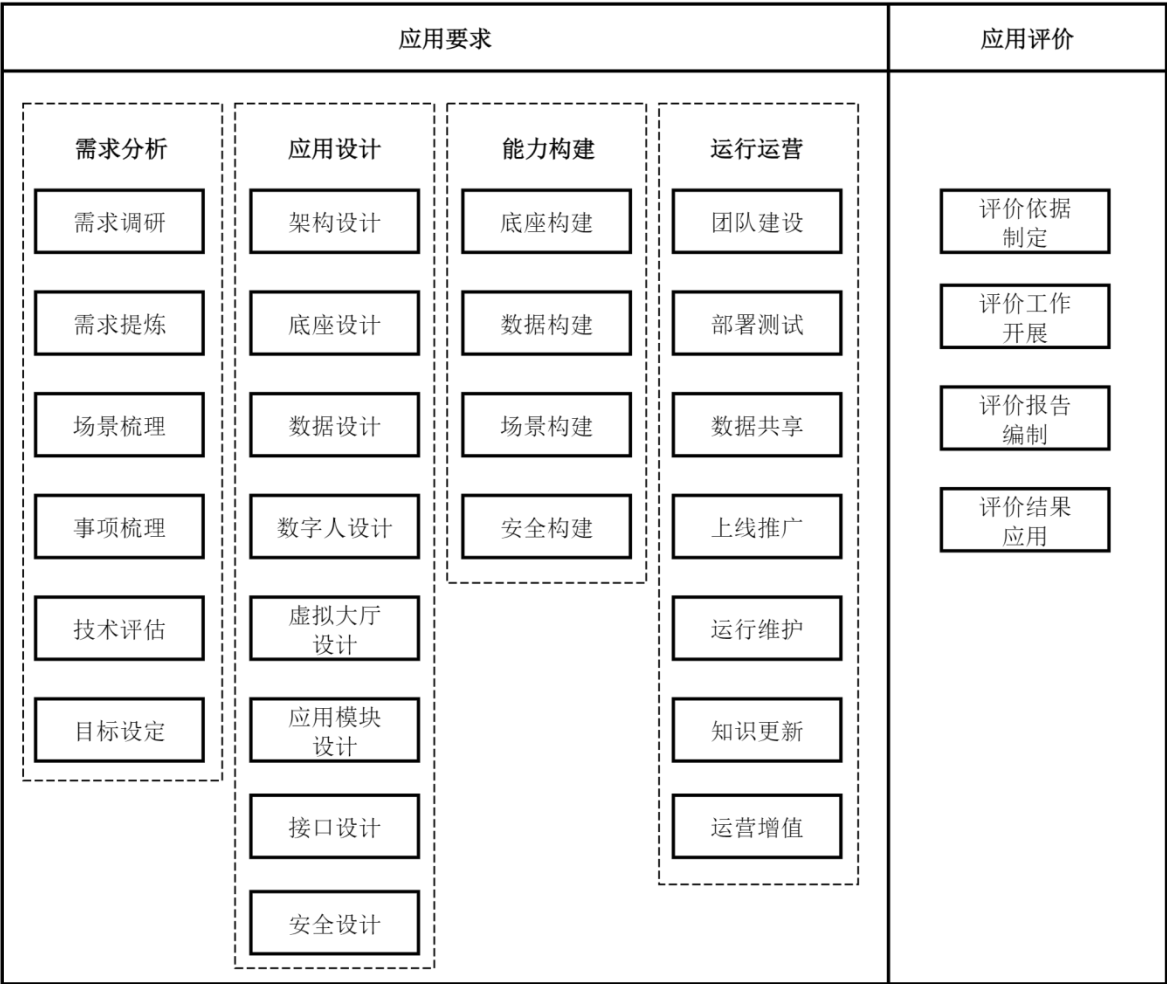 应用要求
应用评价
需求分析
需求调研
需求提炼
场景梳理
事项梳理
技术评估
目标设定
应用设计
架构设计
底座设计
数据设计
数字人设计
虚拟大厅
设计
应用模块
设计
接口设计
安全设计
能力构建
底座构建
数据构建
场景构建
安全构建
运行运营
团队建设
部署测试
数据共享
上线推广
运行维护
知识更新
运营增值
评价依据
制定
评价工作
开展
评价报告
编制
评价结果
应用